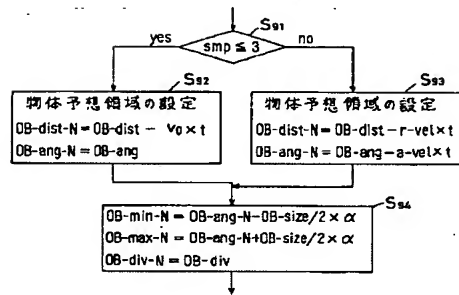 S91
yes
smp ≦ 3
no
S92
物体予想領域の設定
OB-dist-N=OB-dist - v0×t
OB-ang-N=OB-ang
S93
物体予想領域の設定
OB-dist-N=OB-dist-r-vel×t
OB-ang-N=OB-ang-a-vel×t
S94
OB-min-N = OB-ang-N-OB-size/2 × α
OB-max-N = OB-ang-N+OB-size/2 × α
OB-div-N = OB-div